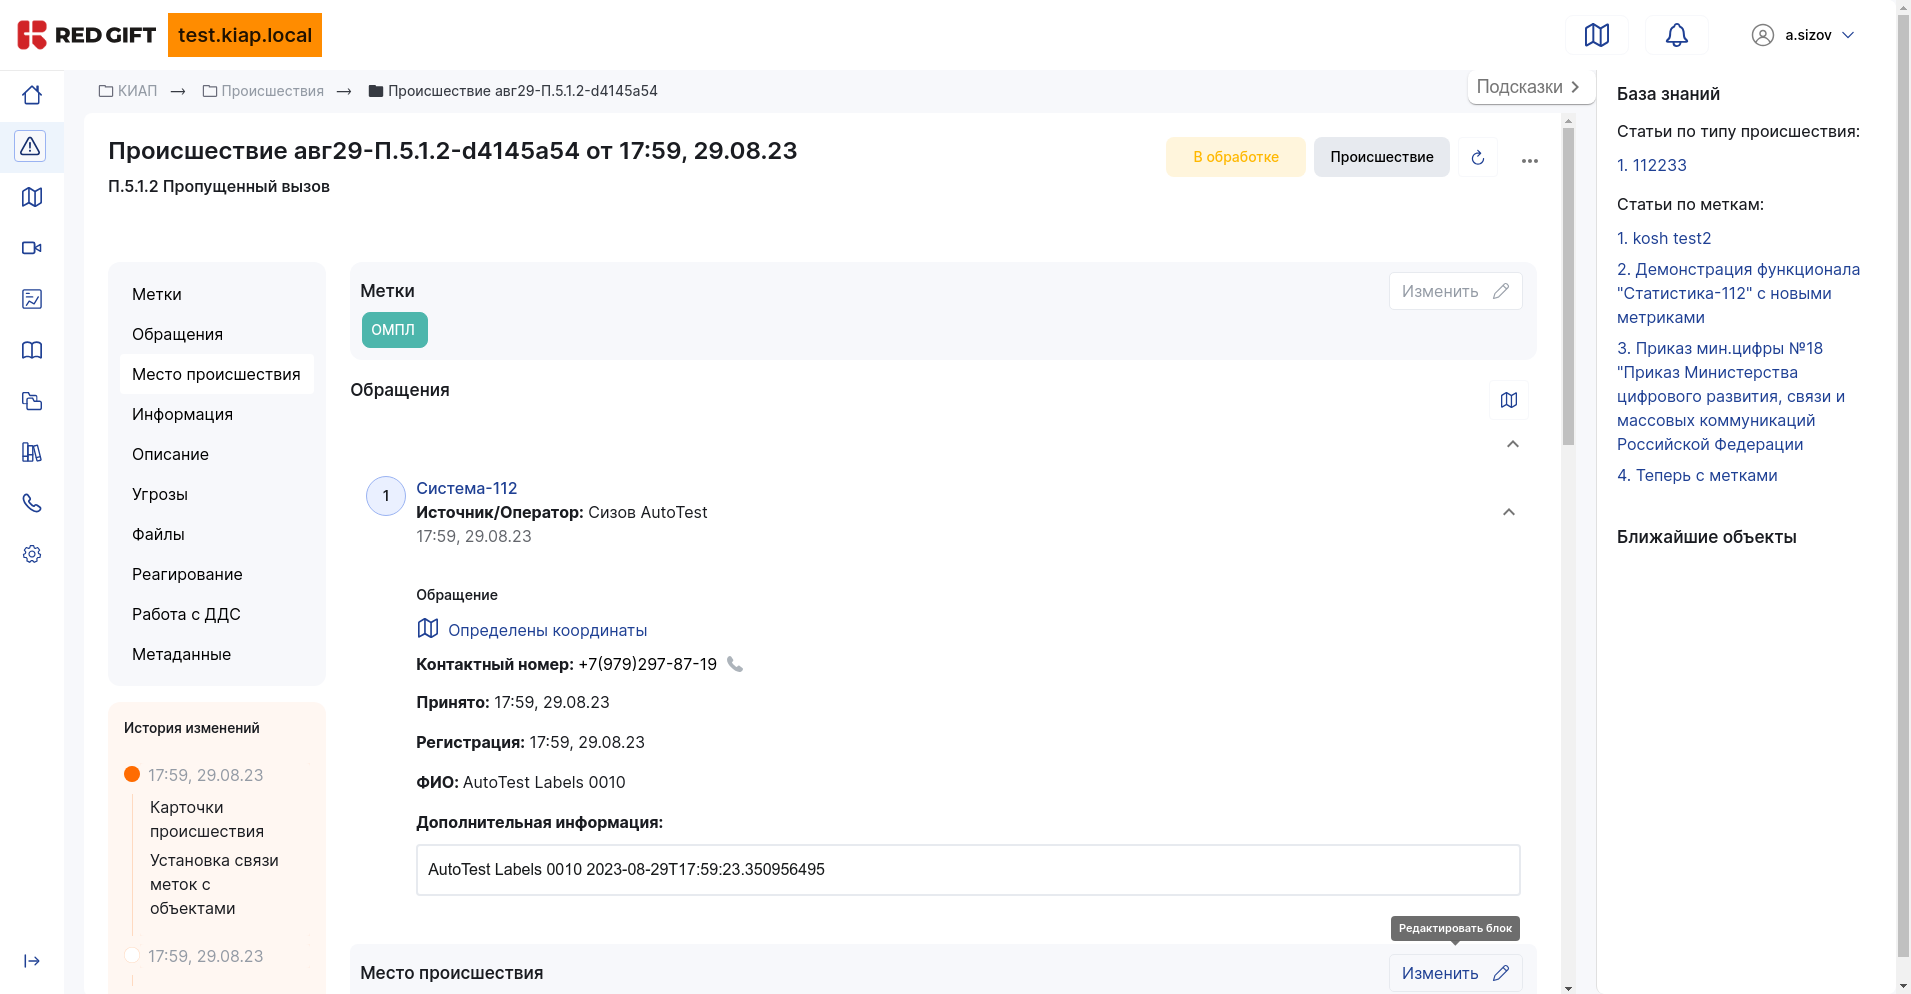 RED GIFT
test.kiap.local
a.sizov
КИАП → Происшествия → Происшествие авг29-П.5.1.2-d4145a54
Подсказки
Происшествие авг29-П.5.1.2-d4145a54 от 17:59, 29.08.23
П.5.1.2 Пропущенный вызов
В обработке
Происшествие
Метки
Обращения
Место происшествия
Информация
Описание
Угрозы
Файлы
Реагирование
Работа с ДДС
Метаданные
История изменений
17:59, 29.08.23
Карточки
происшествия
Установка связи
меток с
объектами
17:59, 29.08.23
Метки
Изменить
ОМПЛ
Обращения
1
Система-112
Источник/Оператор: Сизов AutoTest
17:59, 29.08.23
Обращение
Определены координаты
Контактный номер: +7(979)297-87-19
Принято: 17:59, 29.08.23
Регистрация: 17:59, 29.08.23
ФИО: AutoTest Labels 0010
Дополнительная информация:
AutoTest Labels 0010 2023-08-29T17:59:23.350956495
Редактировать блок
Место происшествия
Изменить
База знаний
Статьи по типу происшествия:
1. 112233
Статьи по меткам:
1. kosh test2
2. Демонстрация функционала
"Статистика-112" с новыми
метриками
3. Приказ мин.цифры №18
"Приказ Министерства
цифрового развития, связи и
массовых коммуникаций
Российской Федерации
4. Теперь с метками
Ближайшие объекты